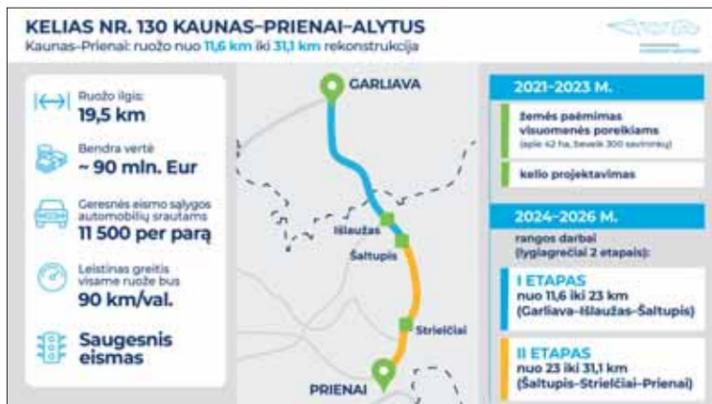 KELIAS NR. 130 KAUNAS–PRIENAI–ALYTUS
Kaunas–Prienai: ruožo nuo 11,6 km iki 31,1 km rekonstrukcija
Ruožo ilgis:
19,5 km
Bendra vertė
~ 90 mln. Eur
Geresnės eismo sąlygos
automobilių srautams
11 500 per parą
Leistinas greitis
visame ruože bus
90 km/val.
Saugesnis
eismas
GARLIAVA
Išlaužas
Šaltupis
Strielčiai
PRIENAI
2021–2023 M.
žemės paėmimas
visuomenės poreikiams
(apie 42 ha, beveik 300 savininkų)
kelio projektavimas
2024–2026 M.
rangos darbai
(lygiagrečiai 2 etapais):
I ETAPAS
nuo 11,6 iki 23 km
(Garliava–Išlaužas–Šaltupis)
II ETAPAS
nuo 23 iki 31,1 km
(Šaltupis–Strielčiai–Prienai)